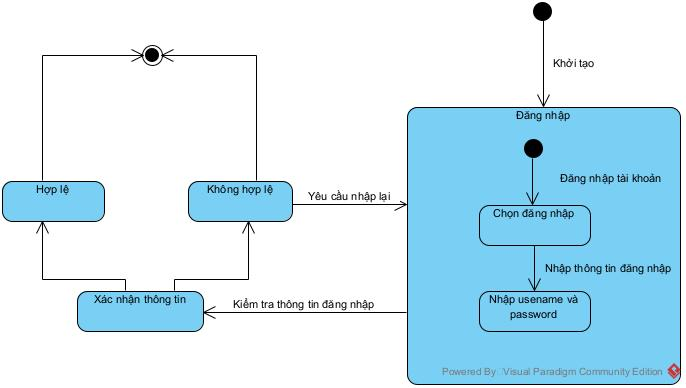 Khởi tạo
Đăng nhập
Đăng nhập tài khoản
Hợp lệ
Không hợp lệ
Yêu cầu nhập lại
Chọn đăng nhập
Nhập thông tin đăng nhập
Xác nhận thông tin
Kiểm tra thông tin đăng nhập
Nhập usename và
password
Powered By Visual Paradigm Community Edition